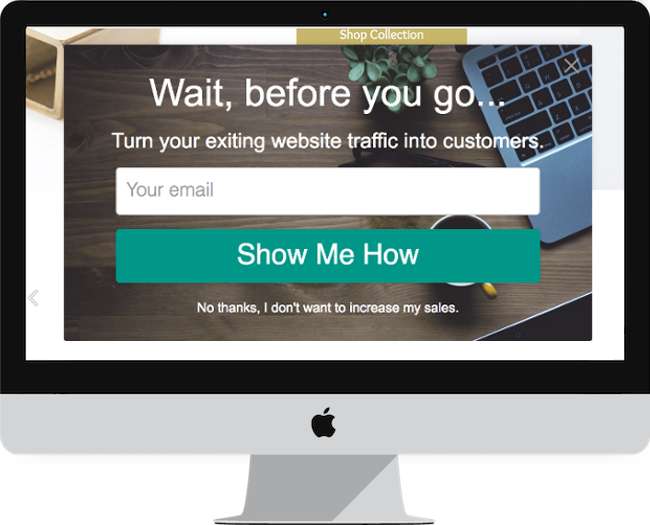 Shop Collection
Wait, before you go...
Turn your exiting website traffic into customers.
Your email
Show Me How
No thanks, I don't want to increase my sales.